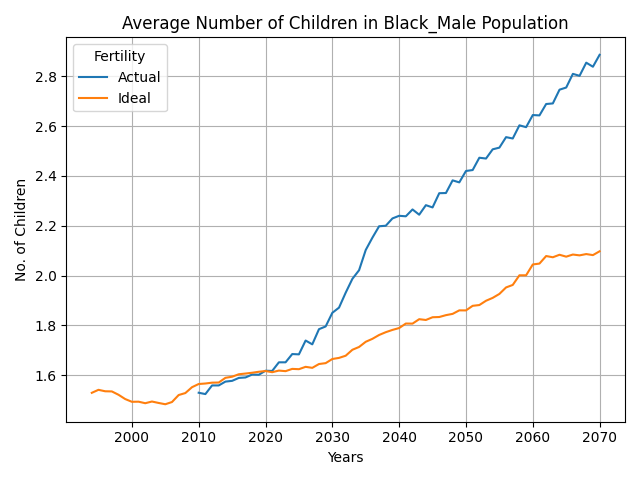 Average Number of Children in Black_Male Population
Fertility
Actual
Ideal
No. of Children
2.8
2.6
2.4
2.2
2.0
1.8
1.6
2000 2010 2020 2030 2040 2050 2060 2070
Years